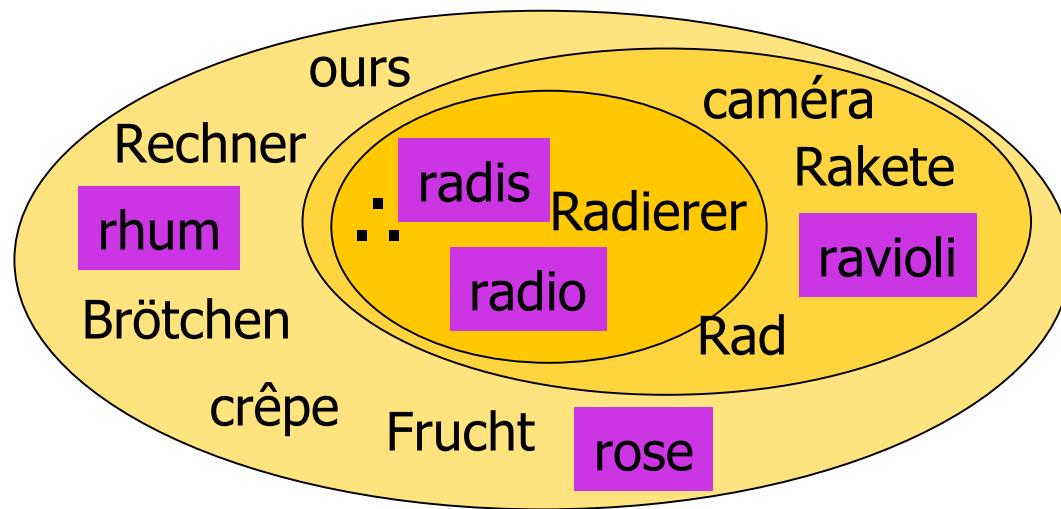 ours
caméra
Rechner
radis
Rakete
Radierer
rhum
ravioli
radio
Brötchen
Rad
crêpe
Frucht
rose